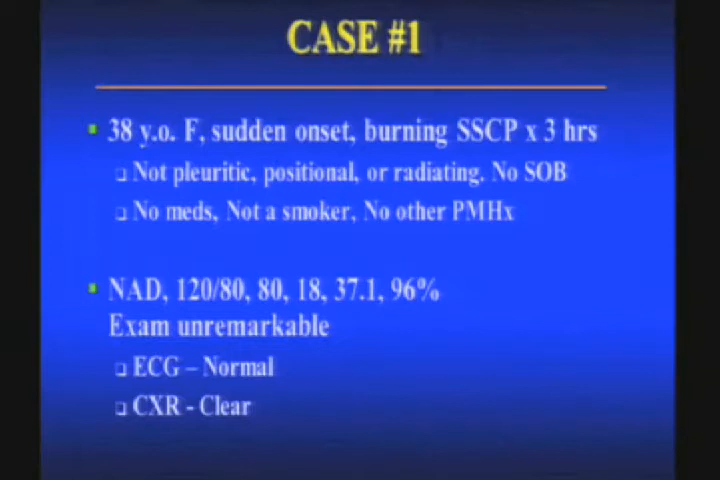 CASE #1
38 y.o. F, sudden onset, burning SSCP x 3 hrs
Not pleuritic, positional, or radiating. No SOB
No meds, Not a smoker, No other PMHx
NAD, 120/80, 80, 18, 37.1, 96%
Exam unremarkable
ECG – Normal
CXR - Clear